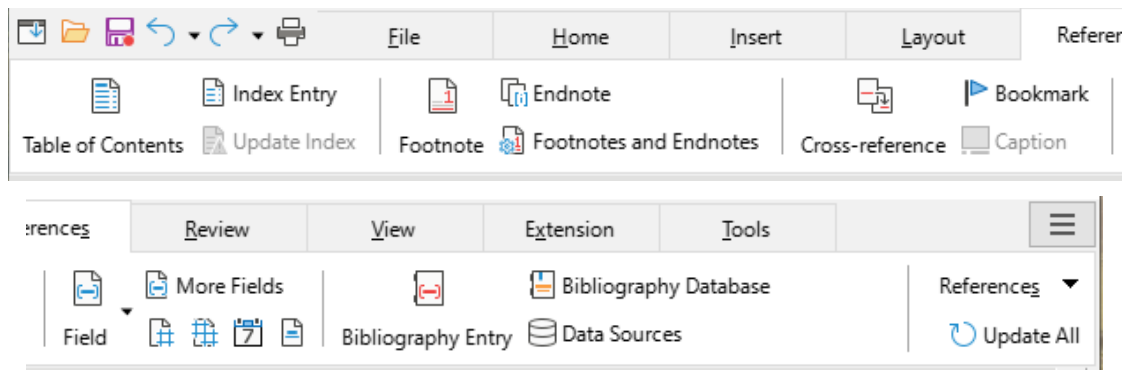 File Home Insert Layout Referer
Index Entry Endnote Bookmark
Table of Contents Update Index Footnote Footnotes and Endnotes Cross-reference Caption
erences Review View Extension Tools
More Fields Bibliography Database References
Field 7 Bibliography Entry Data Sources Update All